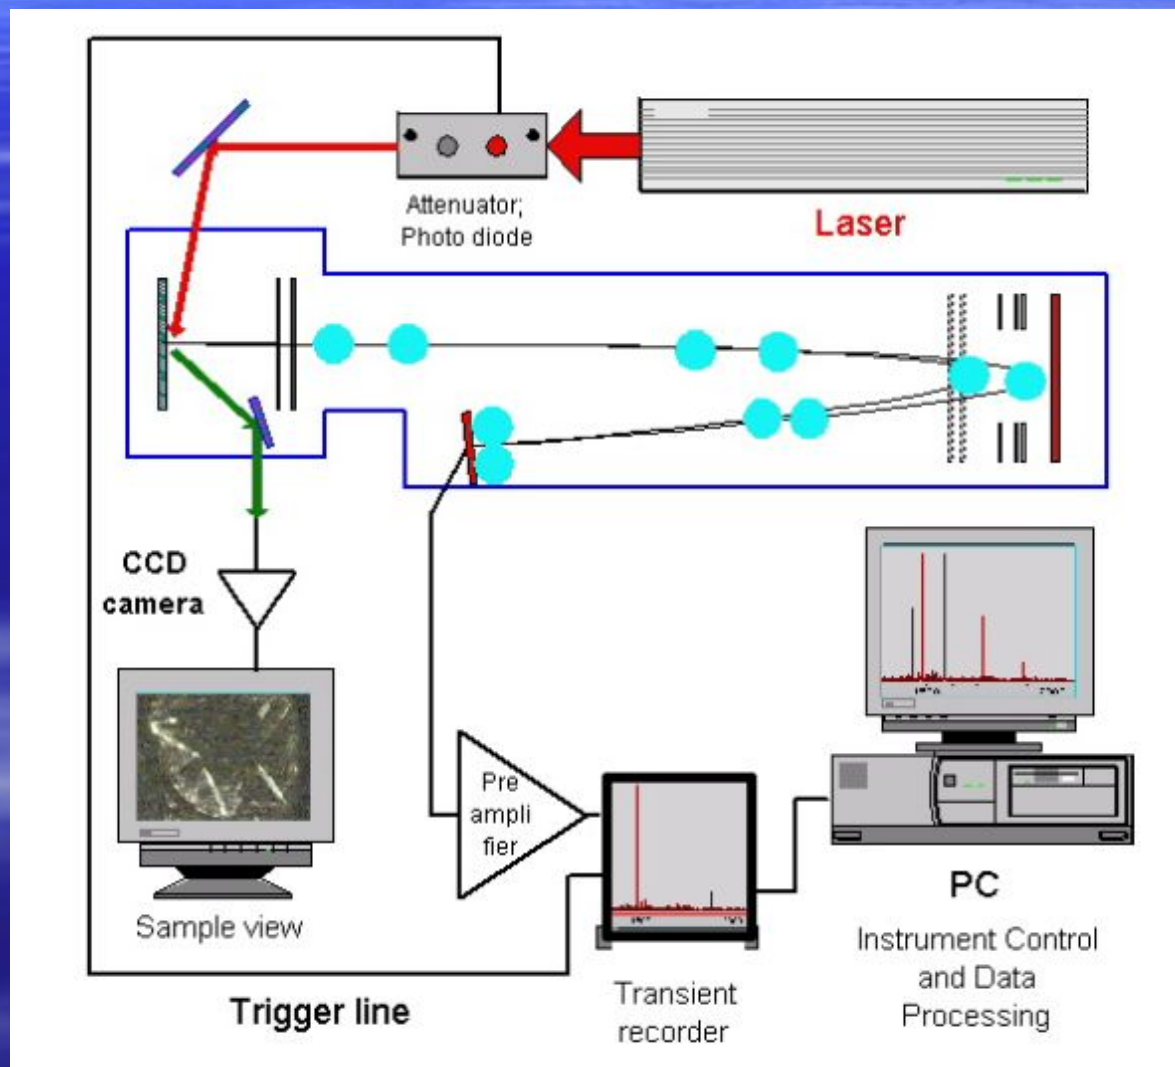 Attenuator;
Photo diode
Laser
CCD
camera
Pre
ampli
fier
Sample view
Trigger line
Transient
recorder
PC
Instrument Control
and Data
Processing